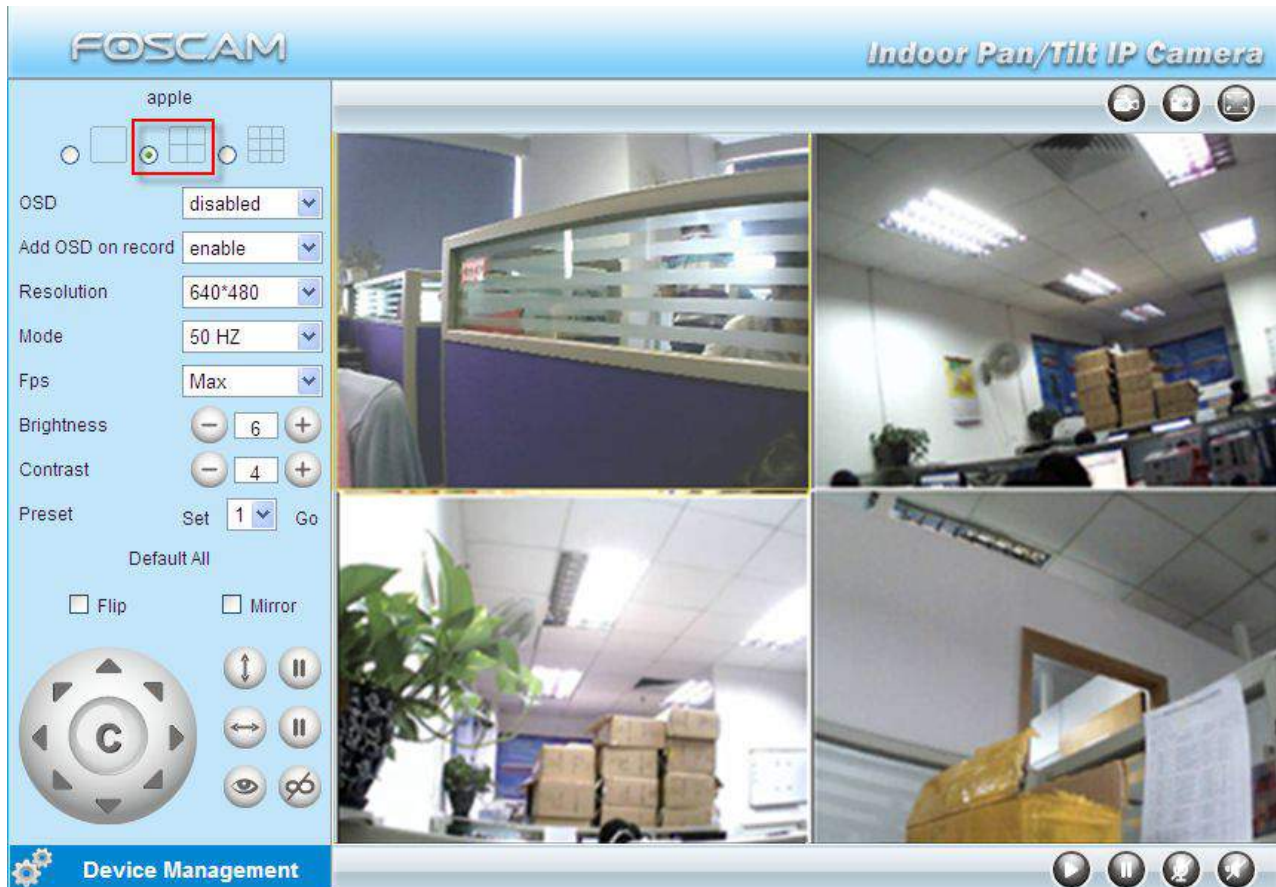 FOSCAM
Indoor Pan/Tilt IP Camera
apple
OSD disabled
Add OSD on record enable
Resolution 640*480
Mode 50 HZ
Fps Max
Brightness 6
Contrast 4
Preset Set 1 Go
Default All
Flip Mirror
C
Device Management